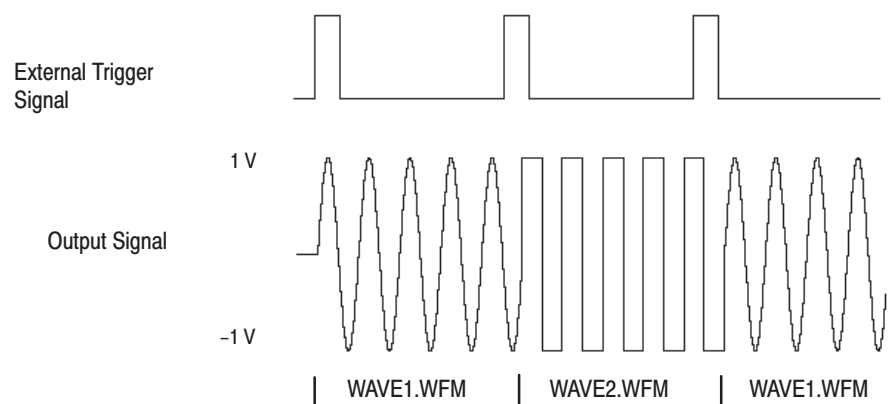 External Trigger
Signal
1 V
Output Signal
–1 V
WAVE1.WFM WAVE2.WFM WAVE1.WFM